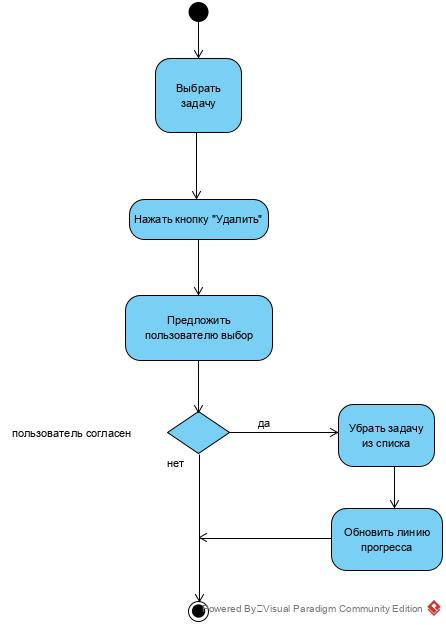 Выбрать
задачу
Нажать кнопку "Удалить"
Предложить
пользователю выбор
пользователь согласен
да
нет
Убрать задачу
из списка
Обновить линию
прогресса
Powered By Visual Paradigm Community Edition